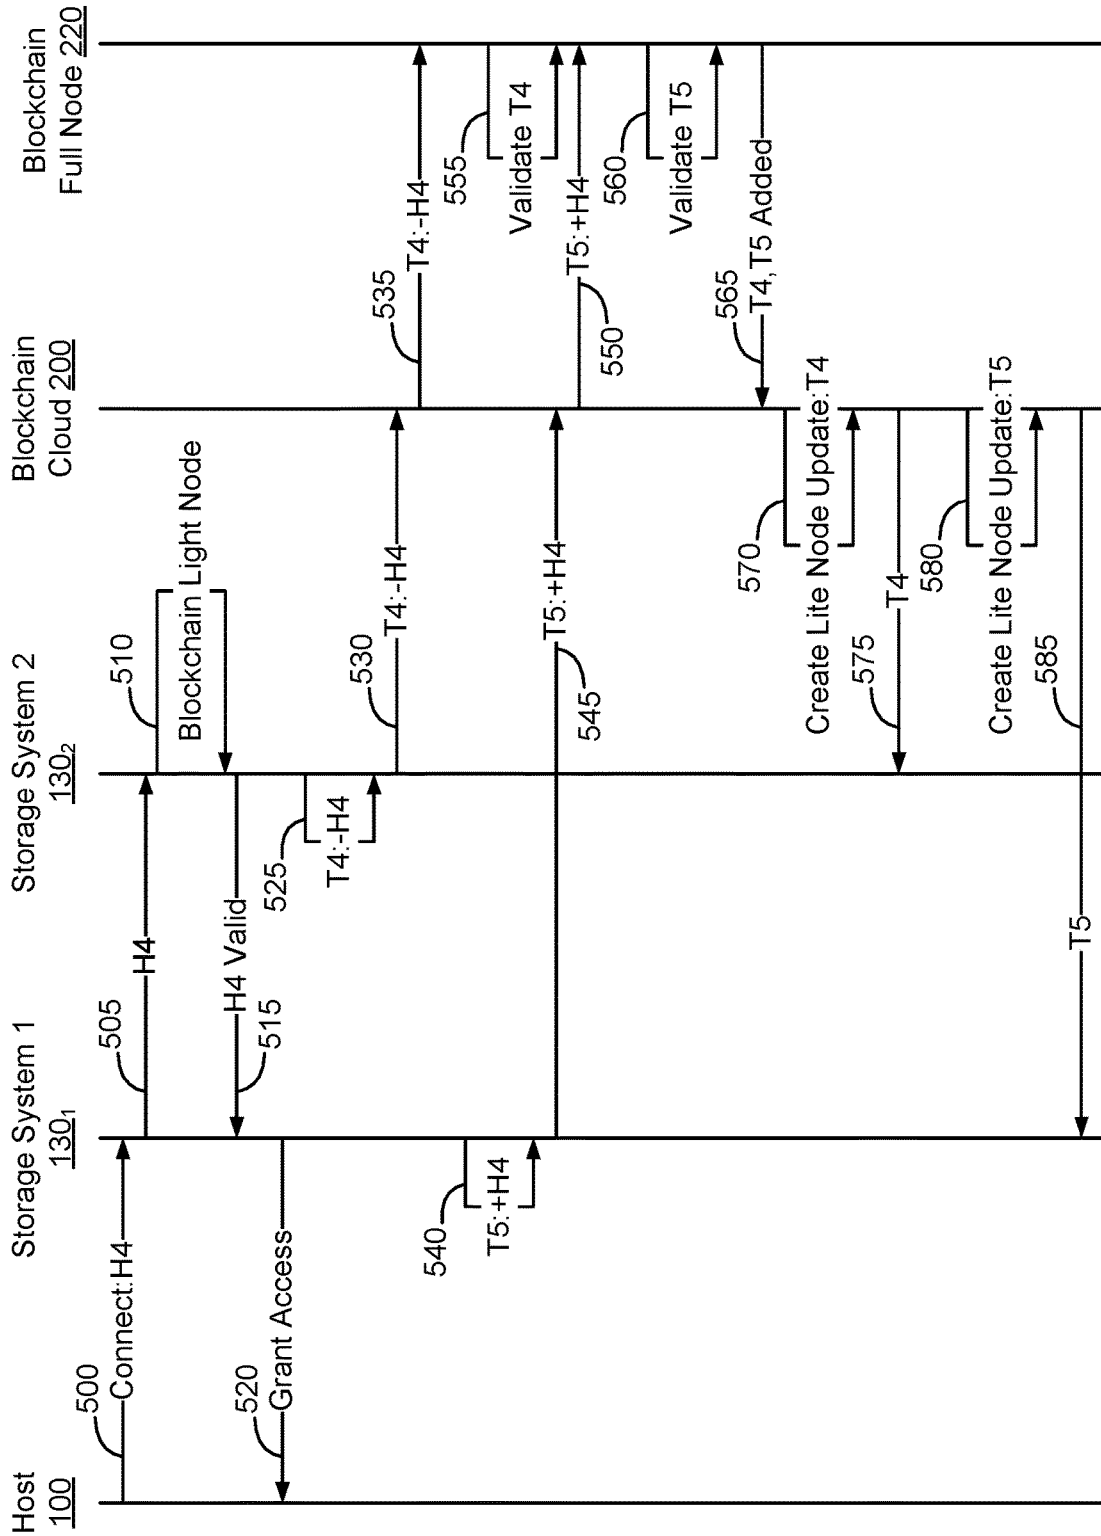 Host
100
Storage System 1
130₁
Storage System 2
130₂
Blockchain
Cloud 200
Blockchain
Full Node 220
500
Connect:H4
505
H4
510
Blockchain Light Node
H4 Valid
515
520
Grant Access
525
T4:-H4
530
T4:-H4
535
T4:-H4
540
T5:+H4
545
T5:+H4
550
T5:+H4
555
Validate T4
560
Validate T5
565
T4,T5 Added
570
Create Lite Node Update:T4
575
T4
580
Create Lite Node Update:T5
585
T5